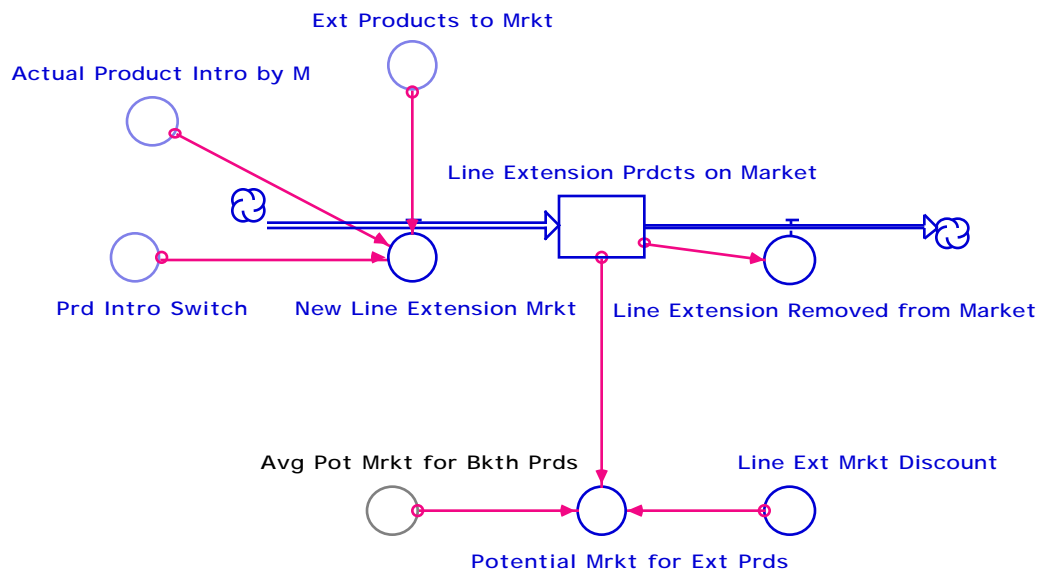 Ext Products to Mrkt
Actual Product Intro by M
Line Extension Prdcts on Market
Prd Intro Switch
New Line Extension Mrkt
Line Extension Removed from Market
Avg Pot Mrkt for Bkth Prds
Line Ext Mrkt Discount
Potential Mrkt for Ext Prds